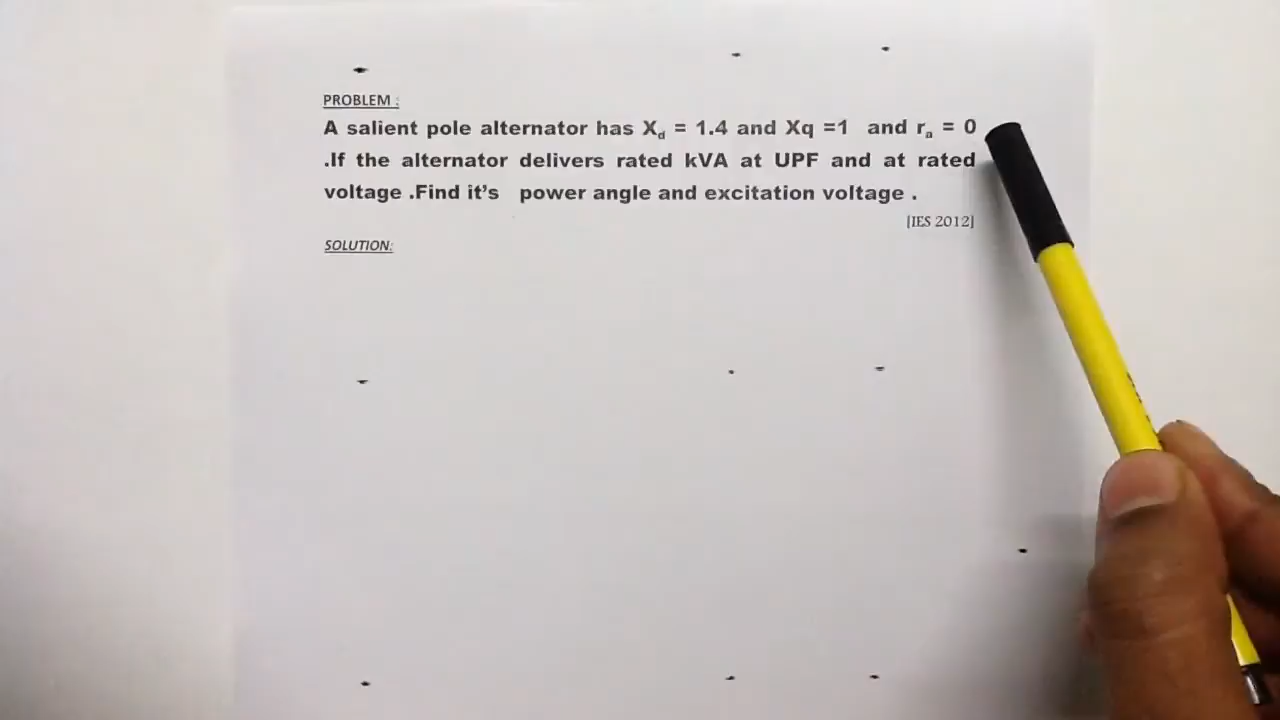 PROBLEM :
A salient pole alternator has Xd = 1.4 and Xq =1 and ra = 0
.If the alternator delivers rated kVA at UPF and at rated
voltage .Find it's power angle and excitation voltage .
[IES 2012]
SOLUTION: